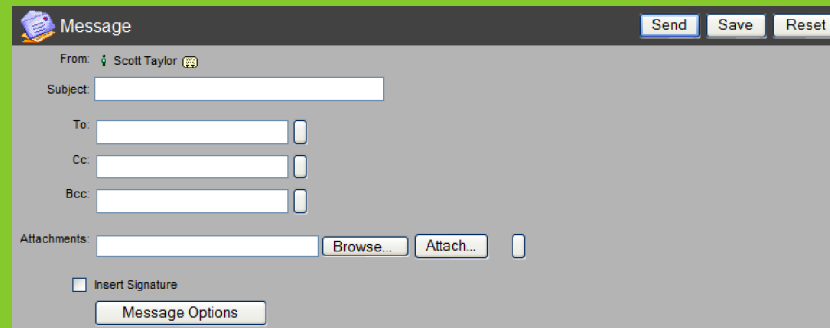 Message Send Save Reset
From: Scott Taylor
Subject:
To:
Cc:
Bcc:
Attachments: Browse... Attach...
Insert Signature
Message Options